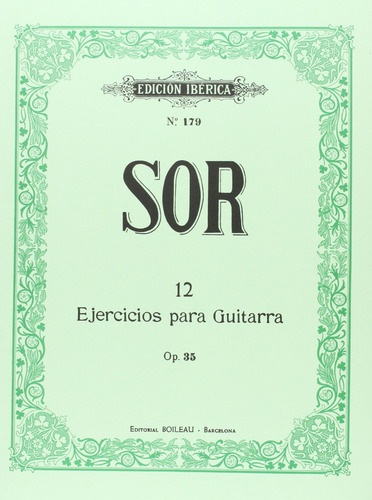 EDICIÓN IBÉRICA
Nº 179
SOR
12
Ejercicios para Guitarra
Op. 35
EDITORIAL BOILEAU - BARCELONA